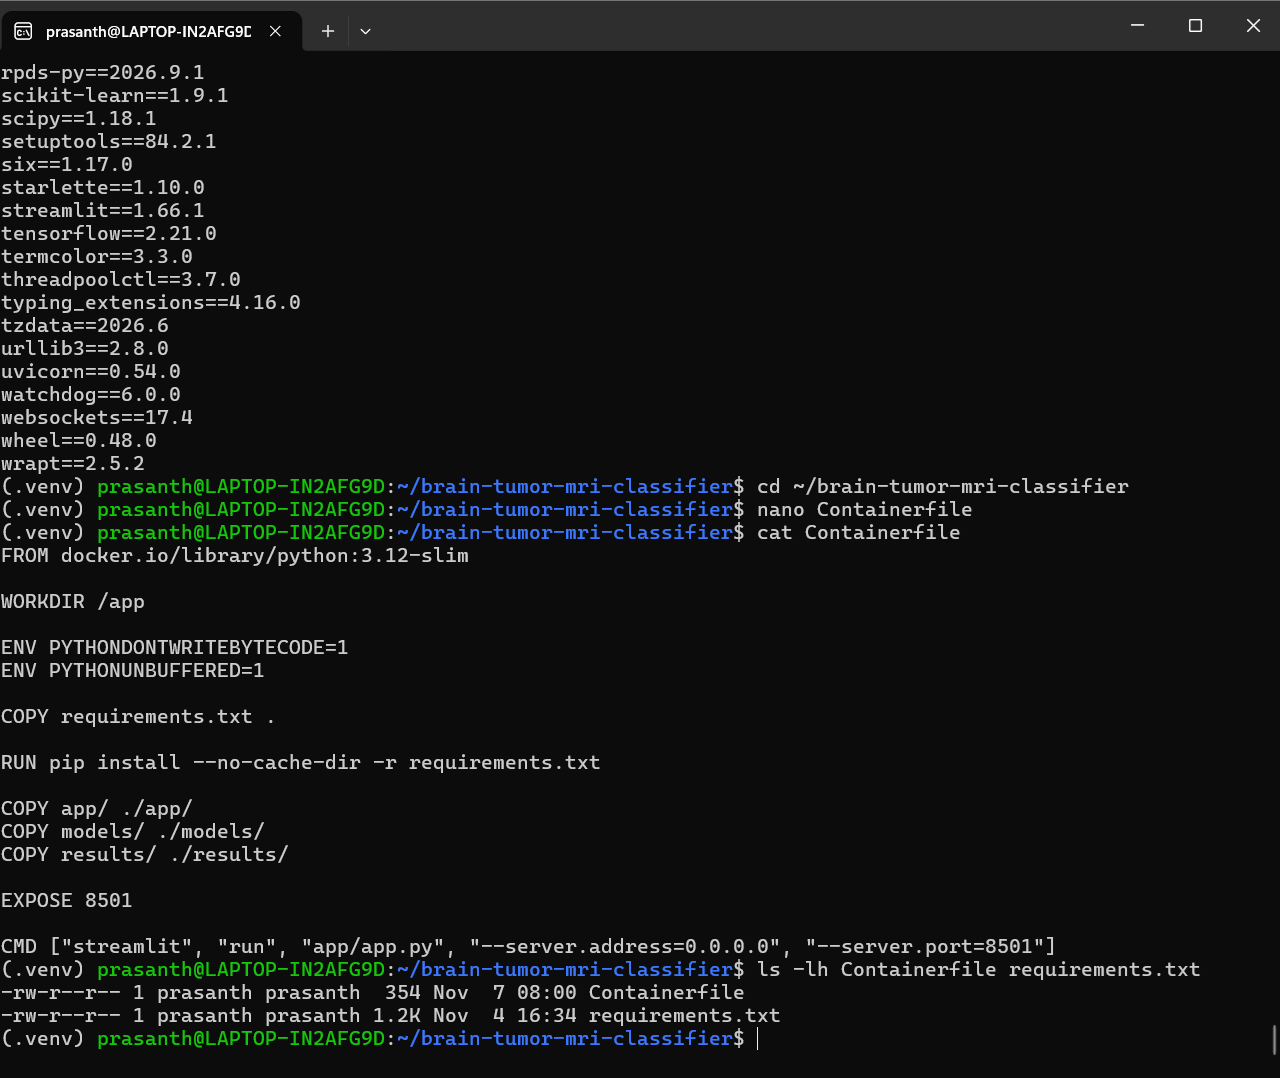 prasanth@LAPTOP-IN2AFG9D
rpds-py==2026.9.1
scikit-learn==1.9.1
scipy==1.18.1
setuptools==84.2.1
six==1.17.0
starlette==1.10.0
streamlit==1.66.1
tensorflow==2.21.0
termcolor==3.3.0
threadpoolctl==3.7.0
typing_extensions==4.16.0
tzdata==2026.6
urllib3==2.8.0
uvicorn==0.54.0
watchdog==6.0.0
websockets==17.4
wheel==0.48.0
wrapt==2.5.2
(.venv) prasanth@LAPTOP-IN2AFG9D:~/brain-tumor-mri-classifier$ cd ~/brain-tumor-mri-classifier
(.venv) prasanth@LAPTOP-IN2AFG9D:~/brain-tumor-mri-classifier$ nano Containerfile
(.venv) prasanth@LAPTOP-IN2AFG9D:~/brain-tumor-mri-classifier$ cat Containerfile
FROM docker.io/library/python:3.12-slim
WORKDIR /app
ENV PYTHONDONTWRITEBYTECODE=1
ENV PYTHONUNBUFFERED=1
COPY requirements.txt .
RUN pip install --no-cache-dir -r requirements.txt
COPY app/ ./app/
COPY models/ ./models/
COPY results/ ./results/
EXPOSE 8501
CMD ["streamlit", "run", "app/app.py", "--server.address=0.0.0.0", "--server.port=8501"]
(.venv) prasanth@LAPTOP-IN2AFG9D:~/brain-tumor-mri-classifier$ ls -lh Containerfile requirements.txt
-rw-r--r-- 1 prasanth prasanth  354 Nov  7 08:00 Containerfile
-rw-r--r-- 1 prasanth prasanth 1.2K Nov  4 16:34 requirements.txt
(.venv) prasanth@LAPTOP-IN2AFG9D:~/brain-tumor-mri-classifier$